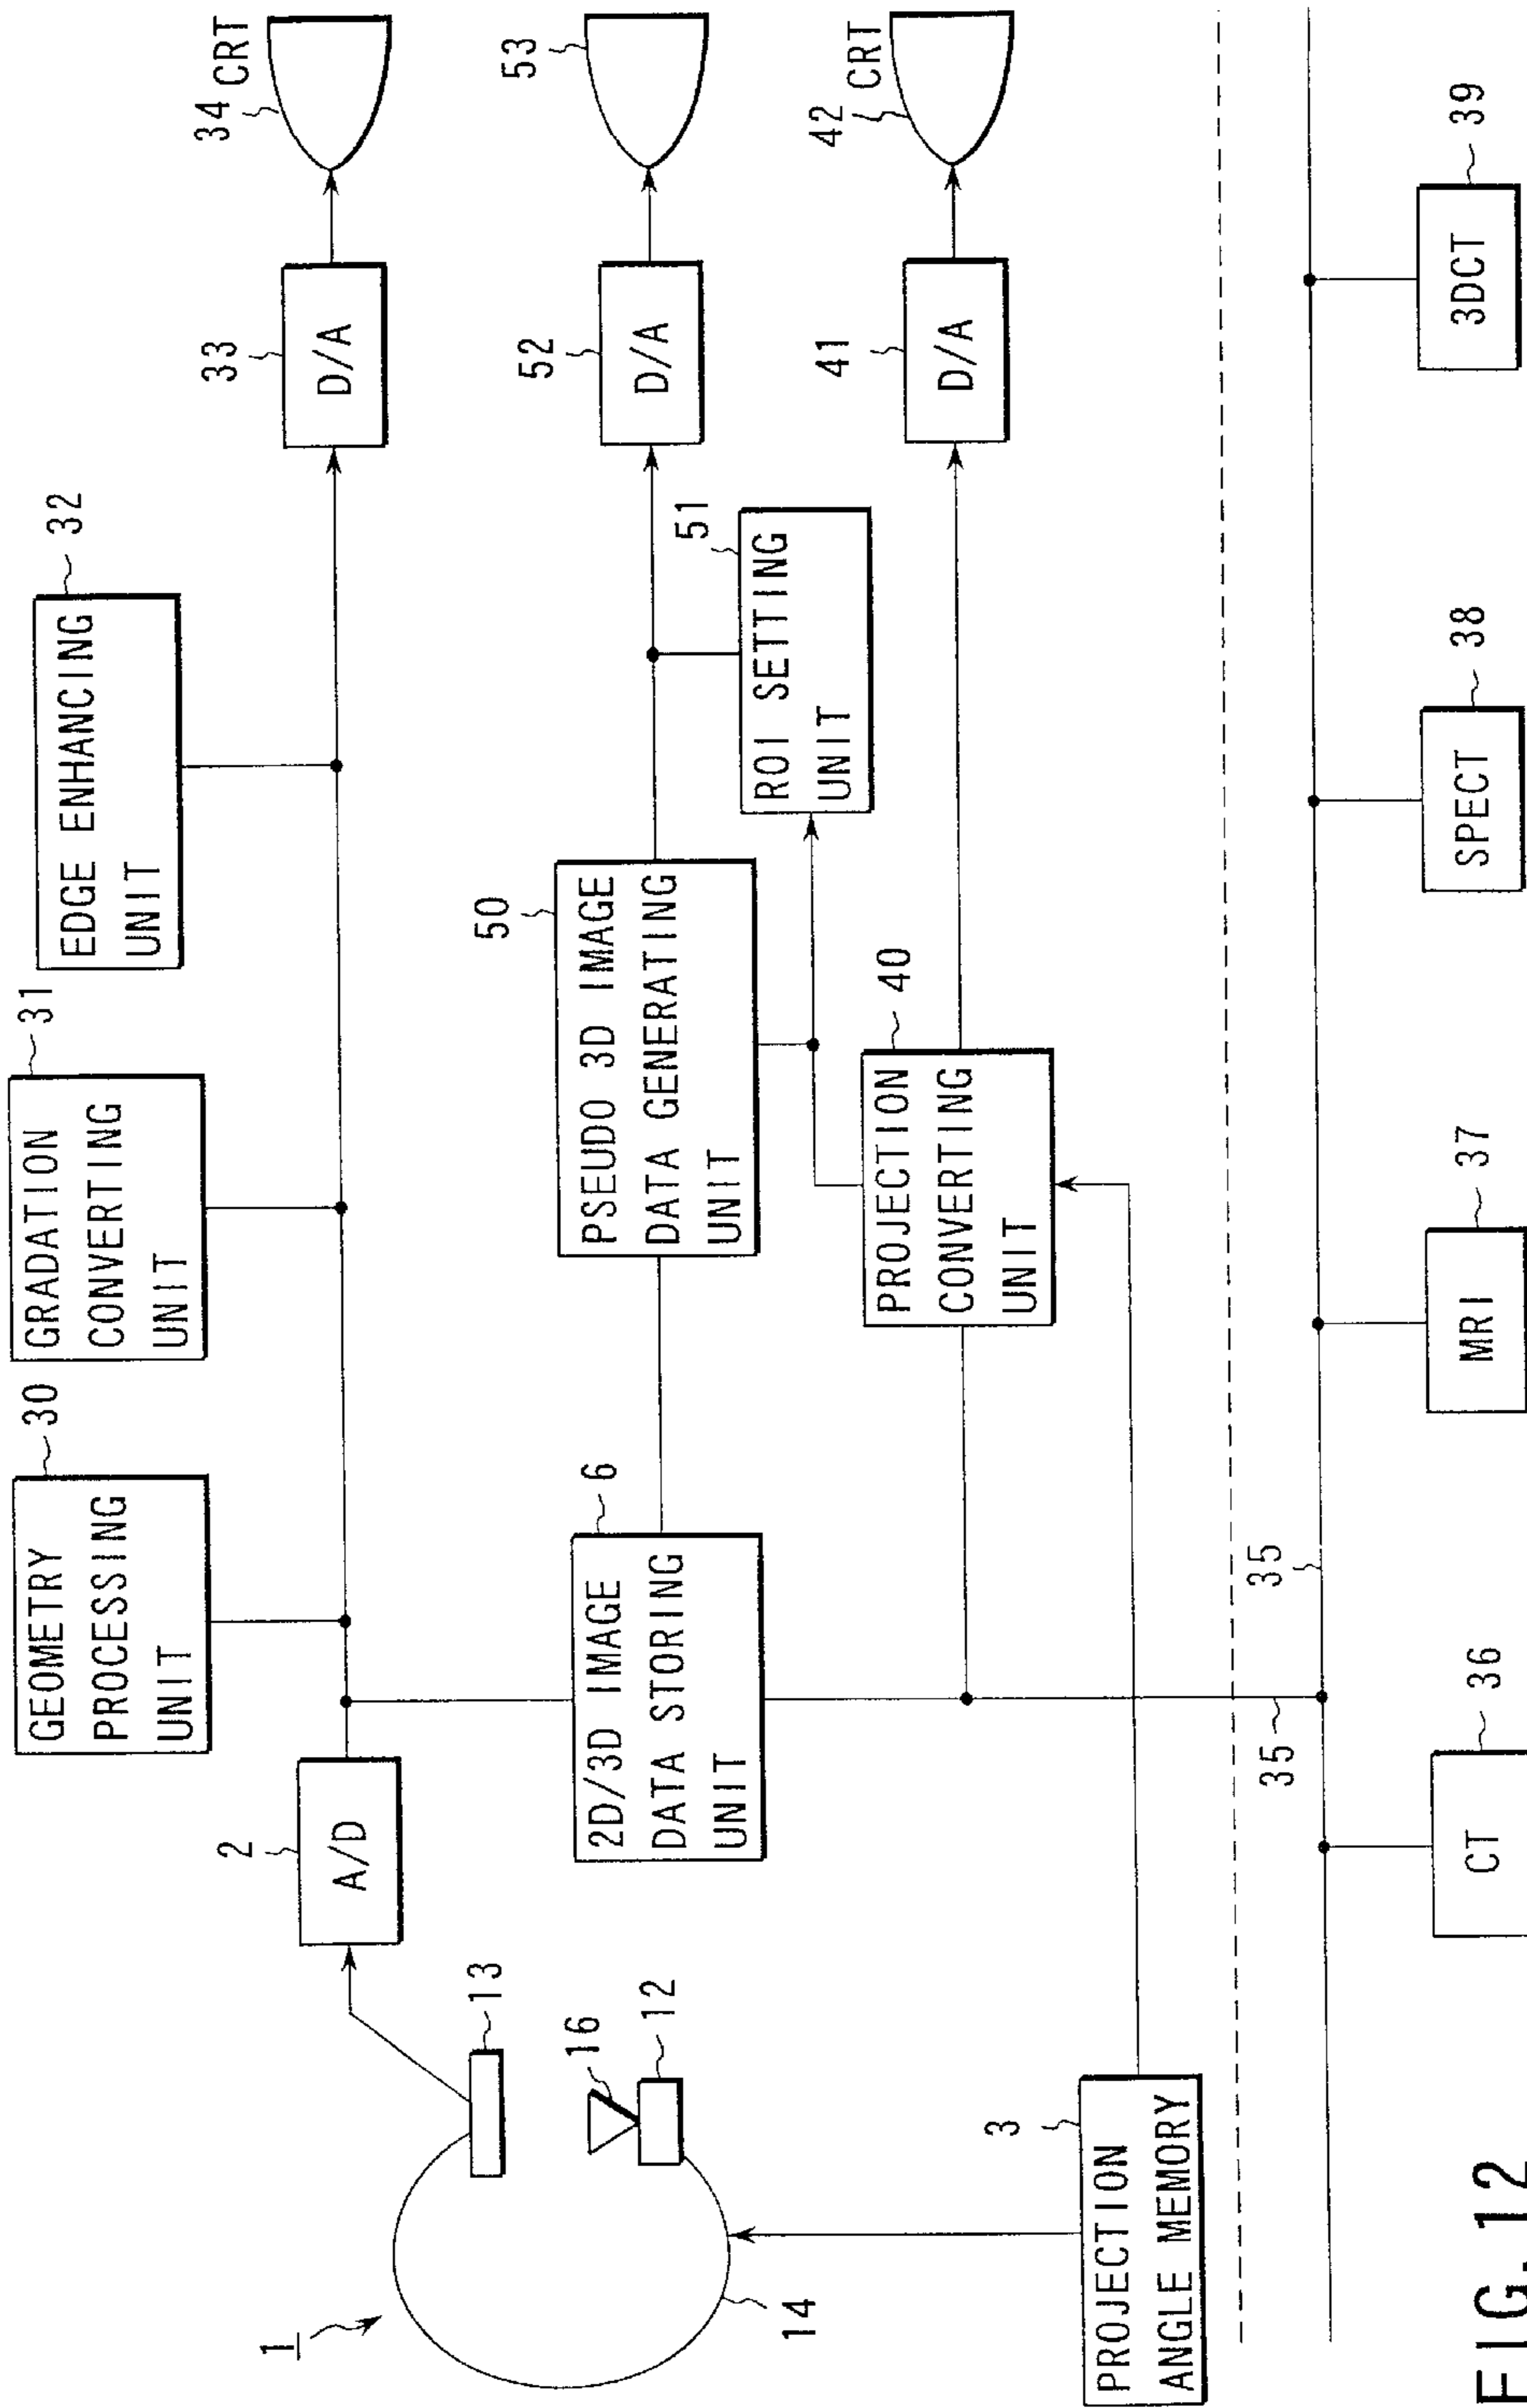 1
14
13
16
12
2
A/D
GEOMETRY
PROCESSING
UNIT
30
GRADATION
CONVERTING
UNIT
31
EDGE ENHANCING
UNIT
32
33
D/A
34
CRT
2D/3D IMAGE
DATA STORING
UNIT
6
PSEUDO 3D IMAGE
DATA GENERATING
UNIT
50
ROI SETTING
UNIT
51
52
D/A
53
PROJECTION
CONVERTING
UNIT
40
41
D/A
42
CRT
PROJECTION
ANGLE MEMORY
3
35
35
CT
36
MRI
37
SPECT
38
3DCT
39
FIG. 12